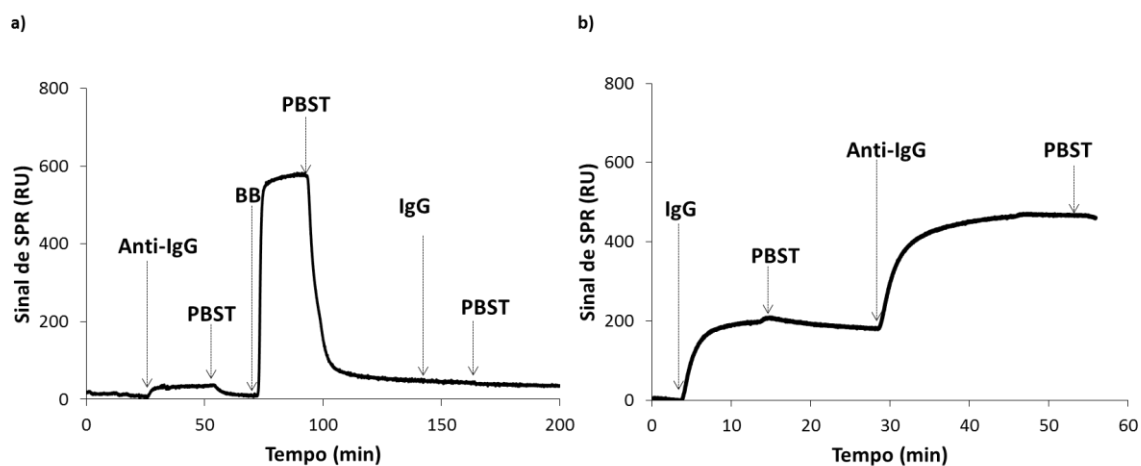 a)
800
600
400
200
0
Sinal de SPR (RU)
Anti-IgG
PBST
BB
PBST
IgG
PBST
0 50 100 150 200
Tempo (min)
b)
800
600
400
200
0
Sinal de SPR (RU)
IgG
PBST
Anti-IgG
PBST
0 10 20 30 40 50 60
Tempo (min)